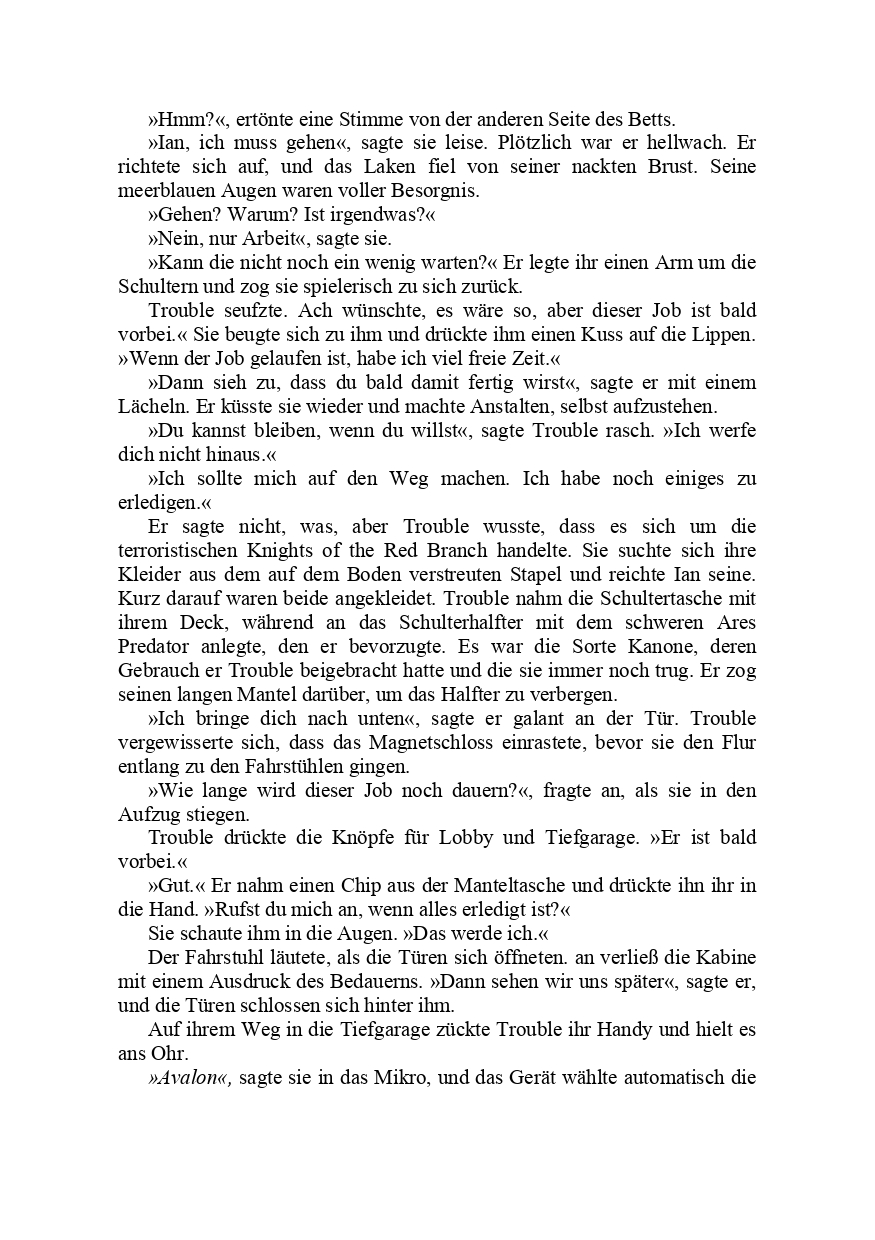 »Hmm?«, ertönte eine Stimme von der anderen Seite des Betts.
»Ian, ich muss gehen«, sagte sie leise. Plötzlich war er hellwach. Er
richtete sich auf, und das Laken fiel von seiner nackten Brust. Seine
meerblauen Augen waren voller Besorgnis.
»Gehen? Warum? Ist irgendwas?«
»Nein, nur Arbeit«, sagte sie.
»Kann die nicht noch ein wenig warten?« Er legte ihr einen Arm um die
Schultern und zog sie spielerisch zu sich zurück.
Trouble seufzte. Ach wünschte, es wäre so, aber dieser Job ist bald
vorbei.« Sie beugte sich zu ihm und drückte ihm einen Kuss auf die Lippen.
»Wenn der Job gelaufen ist, habe ich viel freie Zeit.«
»Dann sieh zu, dass du bald damit fertig wirst«, sagte er mit einem
Lächeln. Er küsste sie wieder und machte Anstalten, selbst aufzustehen.
»Du kannst bleiben, wenn du willst«, sagte Trouble rasch. »Ich werfe
dich nicht hinaus.«
»Ich sollte mich auf den Weg machen. Ich habe noch einiges zu
erledigen.«
Er sagte nicht, was, aber Trouble wusste, dass es sich um die
terroristischen Knights of the Red Branch handelte. Sie suchte sich ihre
Kleider aus dem auf dem Boden verstreuten Stapel und reichte Ian seine.
Kurz darauf waren beide angekleidet. Trouble nahm die Schultertasche mit
ihrem Deck, während an das Schulterhalfter mit dem schweren Ares
Predator anlegte, den er bevorzugte. Es war die Sorte Kanone, deren
Gebrauch er Trouble beigebracht hatte und die sie immer noch trug. Er zog
seinen langen Mantel darüber, um das Halfter zu verbergen.
»Ich bringe dich nach unten«, sagte er galant an der Tür. Trouble
vergewisserte sich, dass das Magnetschloss einrastete, bevor sie den Flur
entlang zu den Fahrstühlen gingen.
»Wie lange wird dieser Job noch dauern?«, fragte an, als sie in den
Aufzug stiegen.
Trouble drückte die Knöpfe für Lobby und Tiefgarage. »Er ist bald
vorbei.«
»Gut.« Er nahm einen Chip aus der Manteltasche und drückte ihn ihr in
die Hand. »Rufst du mich an, wenn alles erledigt ist?«
Sie schaute ihm in die Augen. »Das werde ich.«
Der Fahrstuhl läutete, als die Türen sich öffneten. an verließ die Kabine
mit einem Ausdruck des Bedauerns. »Dann sehen wir uns später«, sagte er,
und die Türen schlossen sich hinter ihm.
Auf ihrem Weg in die Tiefgarage zückte Trouble ihr Handy und hielt es
ans Ohr.
»Avalon«, sagte sie in das Mikro, und das Gerät wählte automatisch die